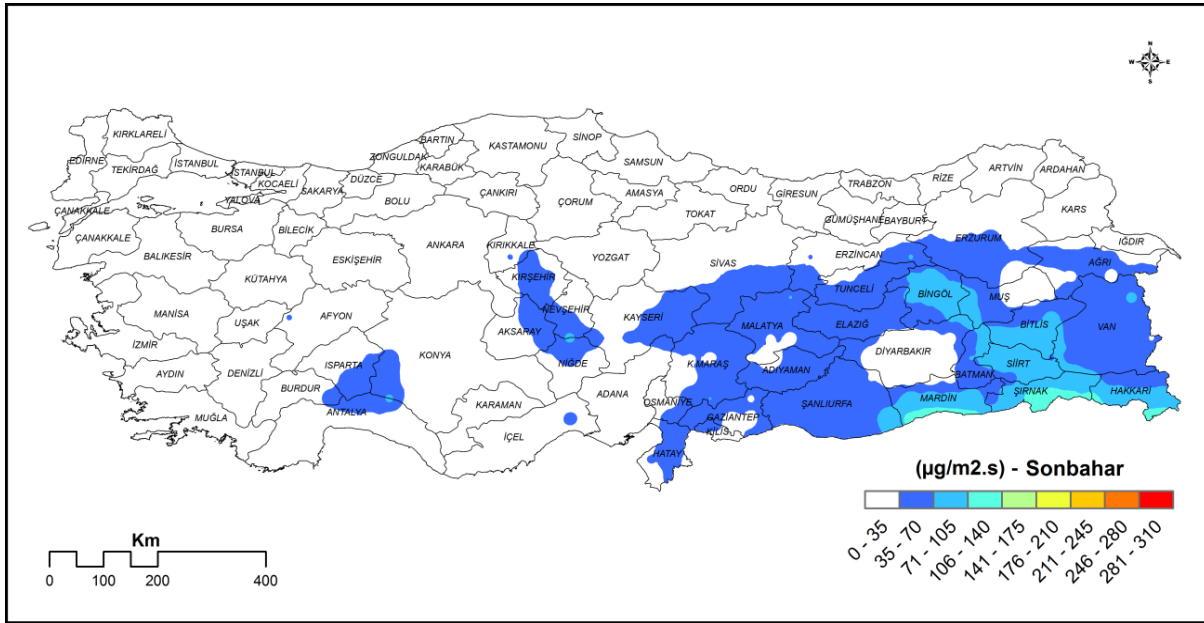 N
W E
S
KIRKLARELİ
EDİRNE
TEKİRDAĞ
İSTANBUL
İSTANBUL
KOCAELİ
YALOVA
SAKARYA
DÜZCE
ZONGULDAK
BARTIN
KARABÜK
KASTAMONU
SİNOP
SAMSUN
ORDU
GİRESUN
TRABZON
RİZE
ARTVİN
ARDAHAN
ÇANAKKALE
ÇANAKKALE
BURSA
BİLECİK
BOLU
ÇANKIRI
ÇORUM
AMASYA
TOKAT
GÜMÜŞHANE
BAYBURT
KARS
BALIKESİR
KÜTAHYA
ESKİŞEHİR
ANKARA
KIRIKKALE
YOZGAT
SİVAS
ERZİNCAN
ERZURUM
IĞDIR
AĞRI
MANİSA
UŞAK
AFYON
KIRŞEHİR
NEVŞEHİR
KAYSERİ
TUNCELİ
BİNGÖL
MUŞ
İZMİR
AYDIN
DENİZLİ
ISPARTA
KONYA
AKSARAY
NİĞDE
MALATYA
ELAZIĞ
DİYARBAKIR
BİTLİS
VAN
BURDUR
K.MARAŞ
ADIYAMAN
BATMAN
SİİRT
MUĞLA
ANTALYA
KARAMAN
İÇEL
ADANA
OSMANİYE
GAZİANTEP
KİLİS
HATAY
ŞANLIURFA
MARDİN
ŞIRNAK
HAKKARİ
(µg/m2.s) - Sonbahar
0 - 35
35 - 70
71 - 105
106 - 140
141 - 175
176 - 210
211 - 245
246 - 280
281 - 310
Km
0 100 200 400